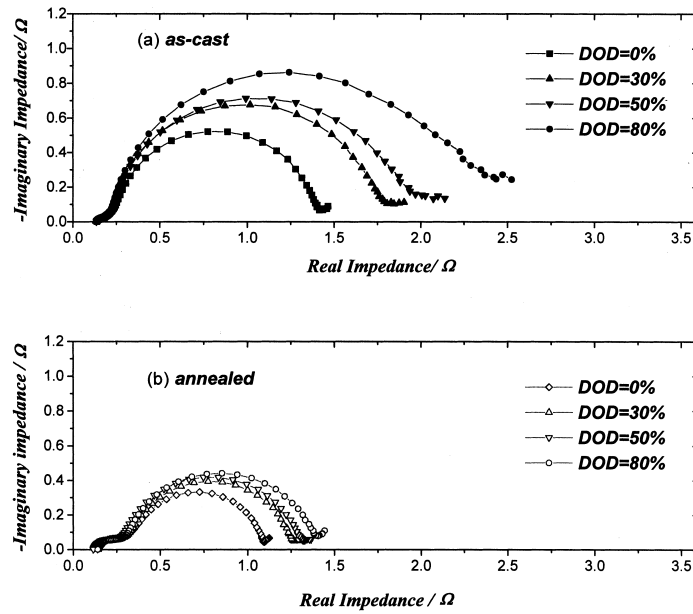 (a) as-cast
DOD=0%
DOD=30%
DOD=50%
DOD=80%
-Imaginary Impedance/ Ω
1.2
1.0
0.8
0.6
0.4
0.2
0.0
0.0 0.5 1.0 1.5 2.0 2.5 3.0 3.5
Real Impedance/ Ω
(b) annealed
DOD=0%
DOD=30%
DOD=50%
DOD=80%
-Imaginary impedance / Ω
1.2
1.0
0.8
0.6
0.4
0.2
0.0
0.0 0.5 1.0 1.5 2.0 2.5 3.0 3.5
Real Impedance / Ω